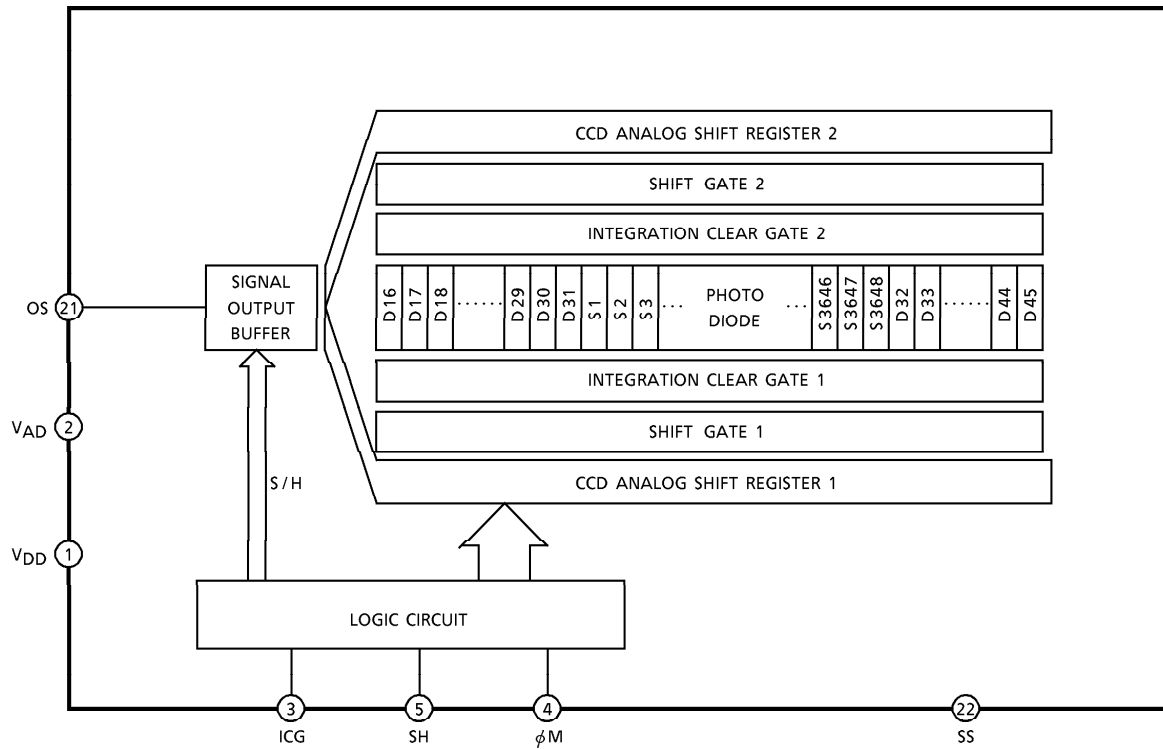 CCD ANALOG SHIFT REGISTER 2
SHIFT GATE 2
INTEGRATION CLEAR GATE 2
OS 21
SIGNAL
OUTPUT
BUFFER
D16 D17 D18 ...... D29 D30 D31 S1 S2 S3 ... PHOTO DIODE ... S3646 S3647 S3648 D32 D33 ...... D44 D45
INTEGRATION CLEAR GATE 1
VAD 2
SHIFT GATE 1
S/H
CCD ANALOG SHIFT REGISTER 1
VDD 1
LOGIC CIRCUIT
3 5 4 22
ICG SH ϕM SS